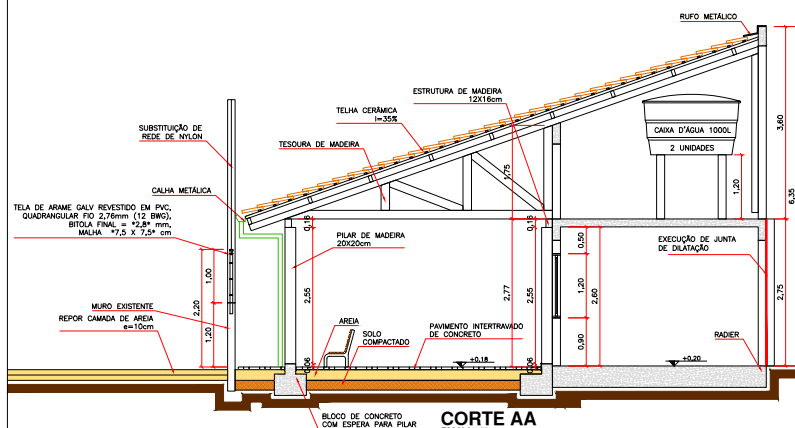 RUFO METÁLICO
ESTRUTURA DE MADEIRA
12X16cm
TELHA CERÂMICA
I=35%
SUBSTITUIÇÃO DE
REDE DE NYLON
TESOURA DE MADEIRA
CAIXA D'ÁGUA 1000L
2 UNIDADES
3,60
1,75
1,20
6,35
CALHA METÁLICA
TELA DE ARAME GALV REVESTIDO EM PVC,
QUADRANGULAR FIO 2,76mm (12 BWG),
BITOLA FINAL = *2,8* mm,
MALHA *7,5 X 7,5* cm
0,16
0,16
PILAR DE MADEIRA
20X20cm
0,50
EXECUÇÃO DE JUNTA
DE DILATAÇÃO
1,00
2,20
1,20
2,55
2,77
2,55
1,20
2,60
2,75
0,90
MURO EXISTENTE
REPOR CAMADA DE AREIA
e=10cm
AREIA
SOLO
COMPACTADO
PAVIMENTO INTERTRAVADO
DE CONCRETO
RADIER
0,06
+0,18
0,06
+0,20
BLOCO DE CONCRETO
COM ESPERA PARA PILAR
CORTE AA